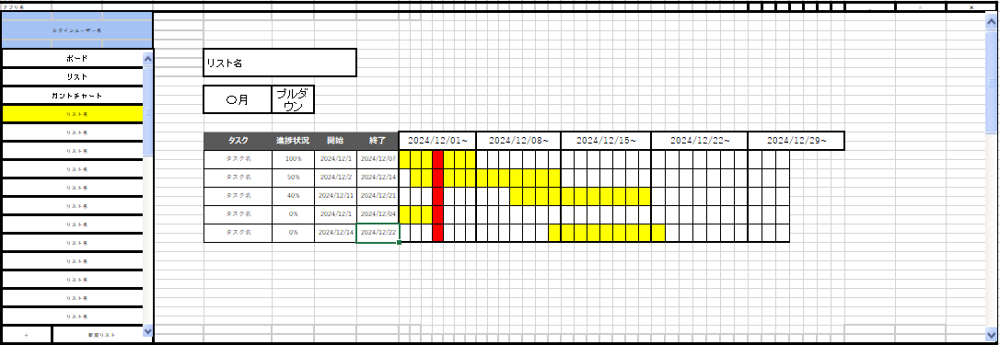 アプリ名
_ □ ×
ログインユーザー名
ボード
リスト
ガントチャート
リスト名
リスト名
リスト名
リスト名
リスト名
リスト名
リスト名
リスト名
リスト名
リスト名
リスト名
リスト名
+ 新規リスト
リスト名
〇月 プルダ
ウン
タスク 進捗状況 開始 終了 2024/12/01~ 2024/12/08~ 2024/12/15~ 2024/12/22~ 2024/12/29~
タスク名 100% 2024/12/1 2024/12/07
タスク名 50% 2024/12/2 2024/12/14
タスク名 40% 2024/12/11 2024/12/21
タスク名 0% 2024/12/1 2024/12/04
タスク名 0% 2024/12/14 2024/12/22